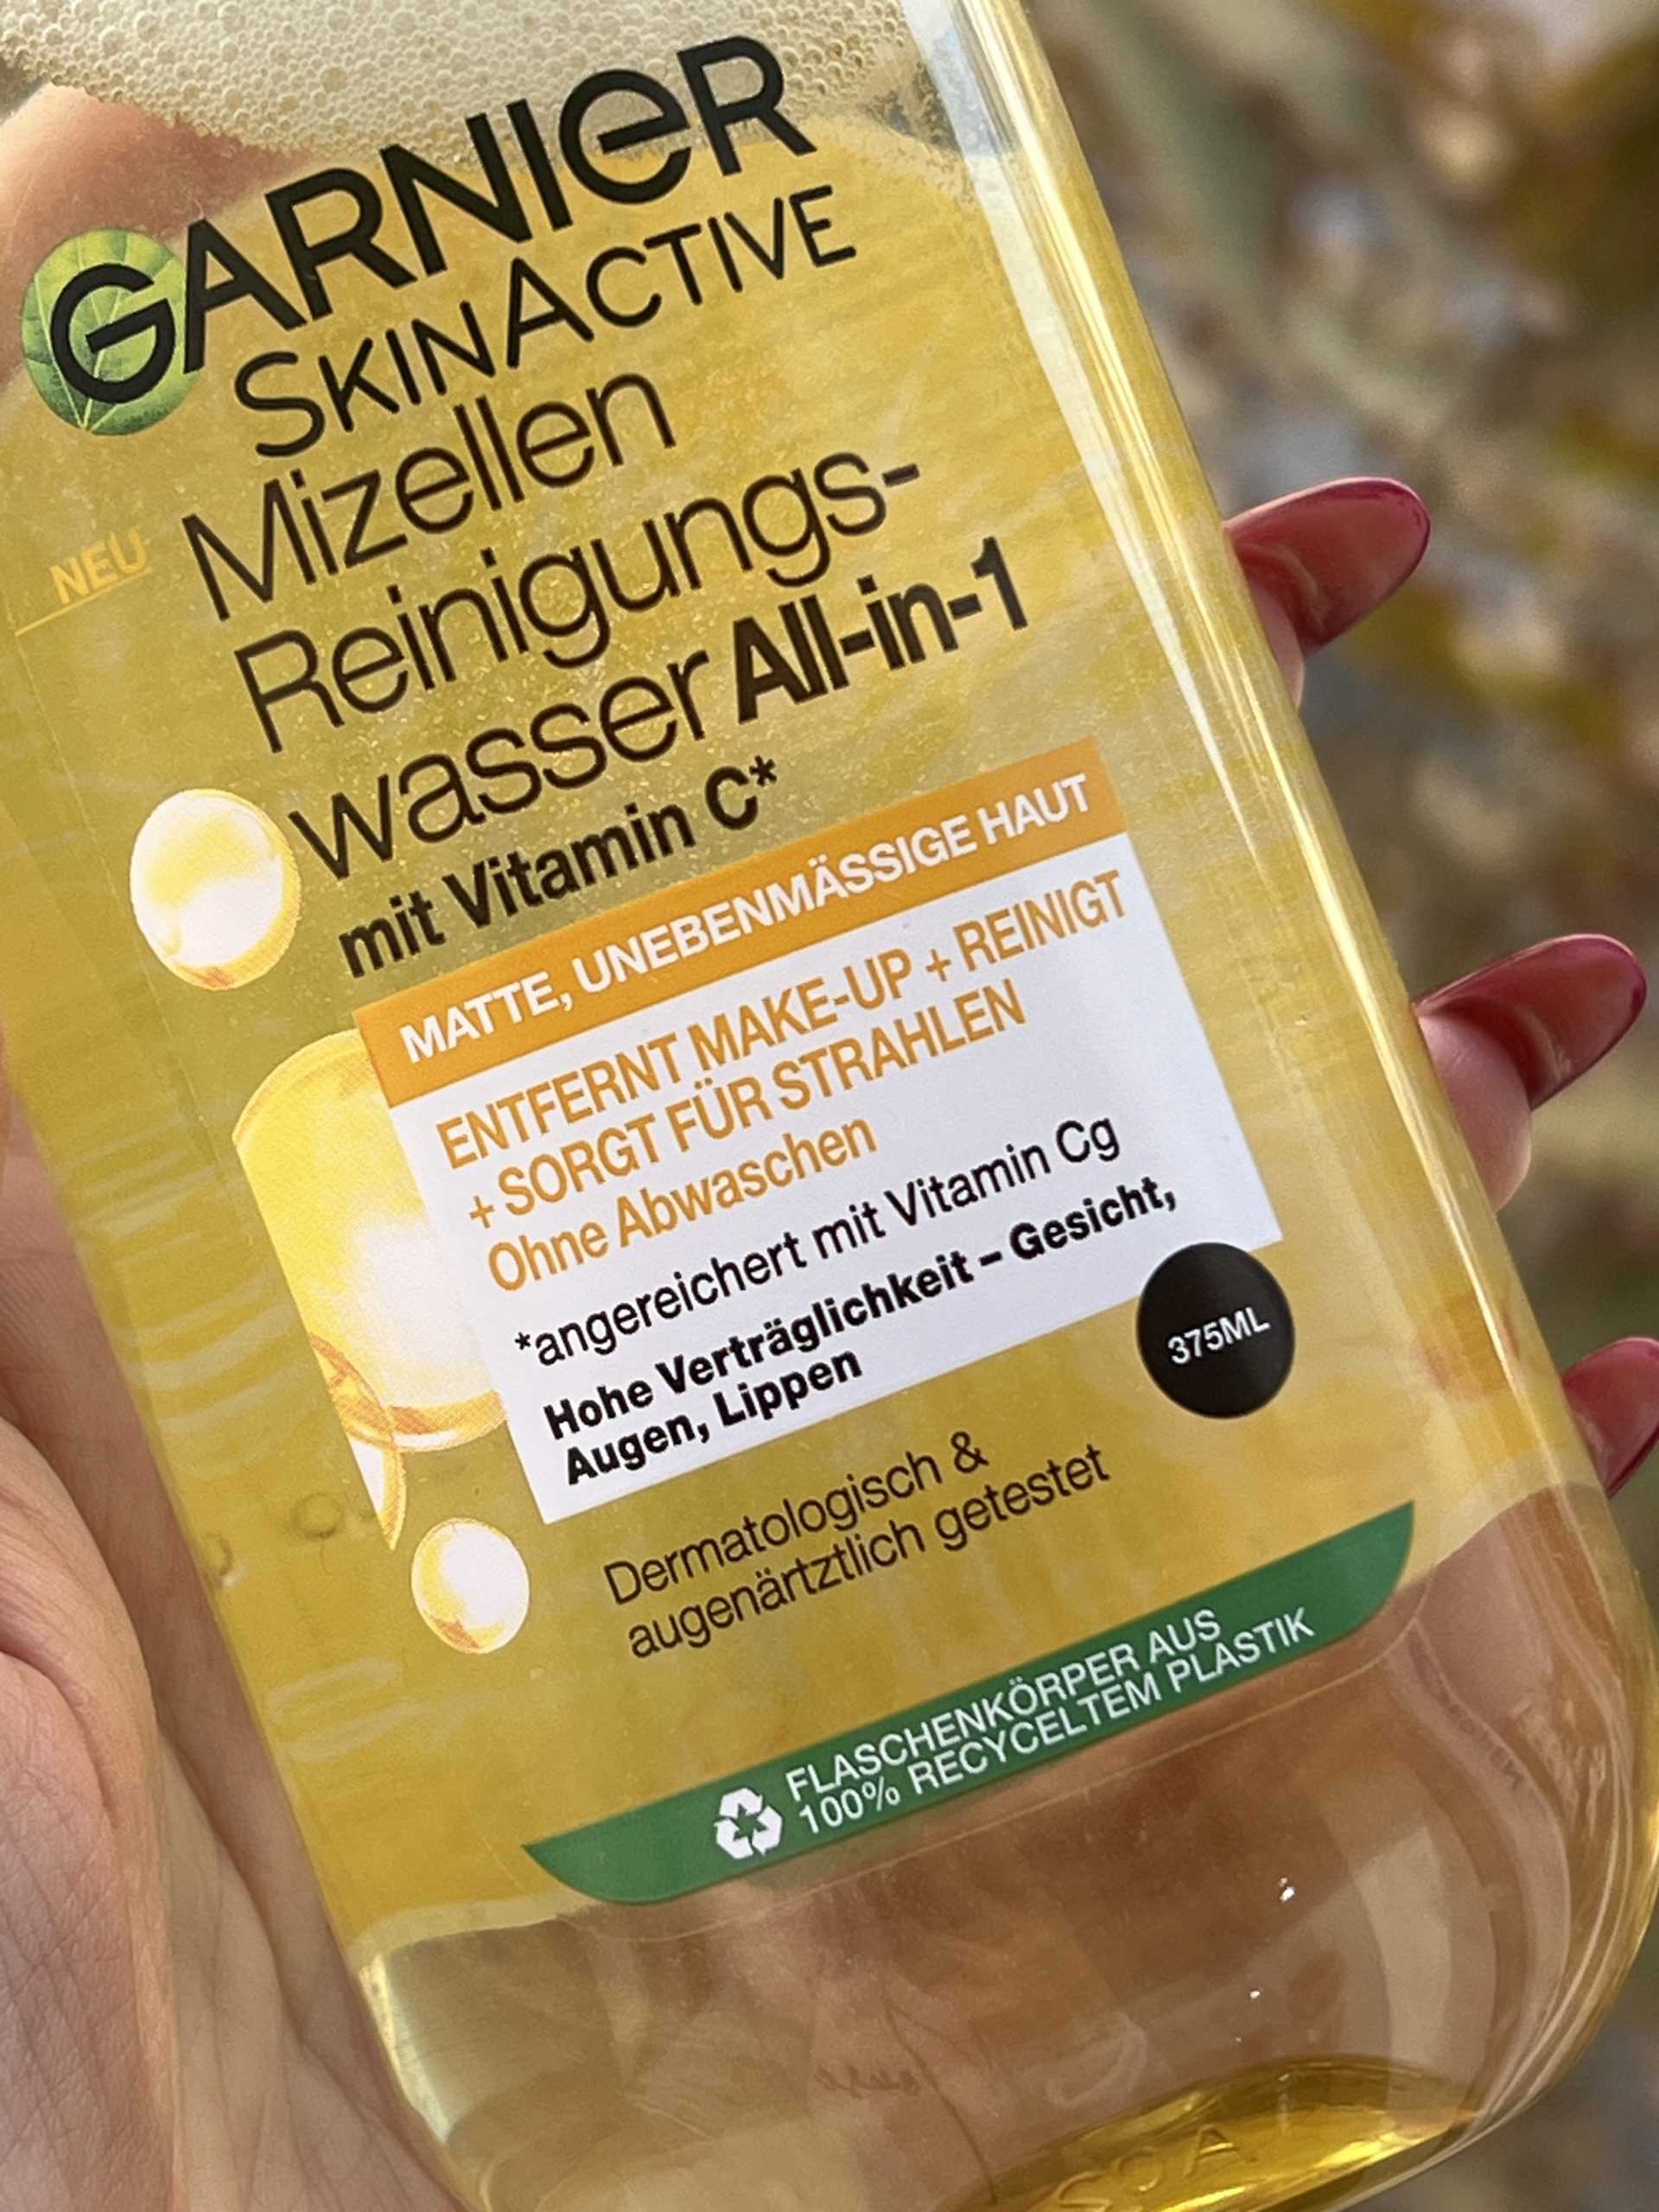 GARNIER
SKINACTIVE
Mizellen
NEU
Reinigungs-
wasser All-in-1
mit Vitamin C*
MATTE, UNEBENMÄSSIGE HAUT
ENTFERNT MAKE-UP + REINIGT
+ SORGT FÜR STRAHLEN
Ohne Abwaschen
*angereichert mit Vitamin Cg
Hohe Verträglichkeit – Gesicht,
Augen, Lippen
375ML
Dermatologisch &
augenärtztlich getestet
FLASCHENKÖRPER AUS
100% RECYCELTEM PLASTIK